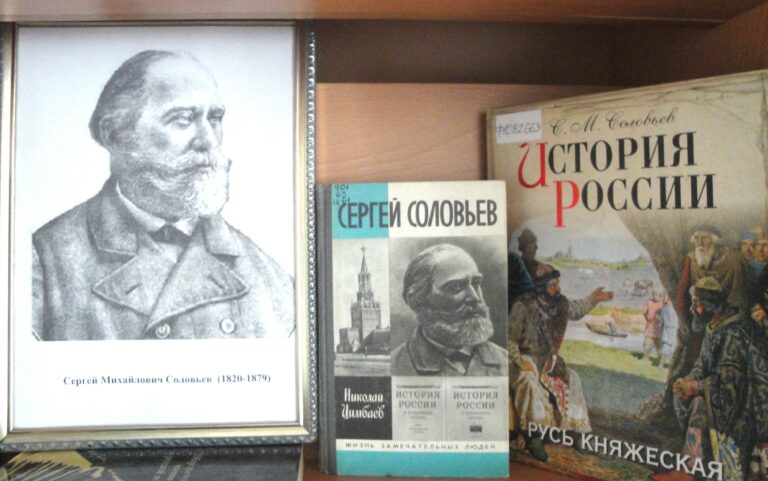 Сергей Михайлович Соловьев (1820-1879)
СЕРГЕЙ СОЛОВЬЕВ
Николай
Цимбаев
ИСТОРИЯ
РОССИИ
ИСТОРИЯ
РОССИИ
ЖИЗНЬ ЗАМЕЧАТЕЛЬНЫХ ЛЮДЕЙ
С. М. Соловьев
ИСТОРИЯ
РОССИИ
РУСЬ КНЯЖЕСКАЯ